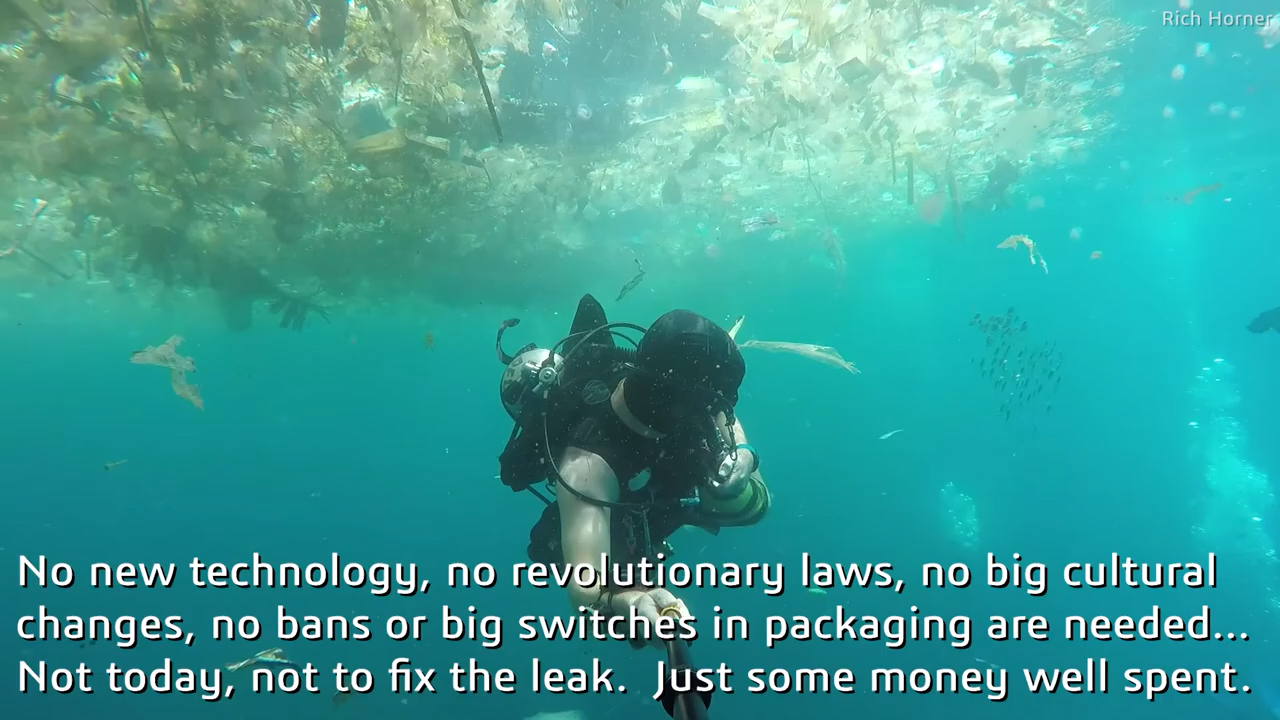 Rich Horner
No new technology, no revolutionary laws, no big cultural
changes, no bans or big switches in packaging are needed...
Not today, not to fix the leak.  Just some money well spent.